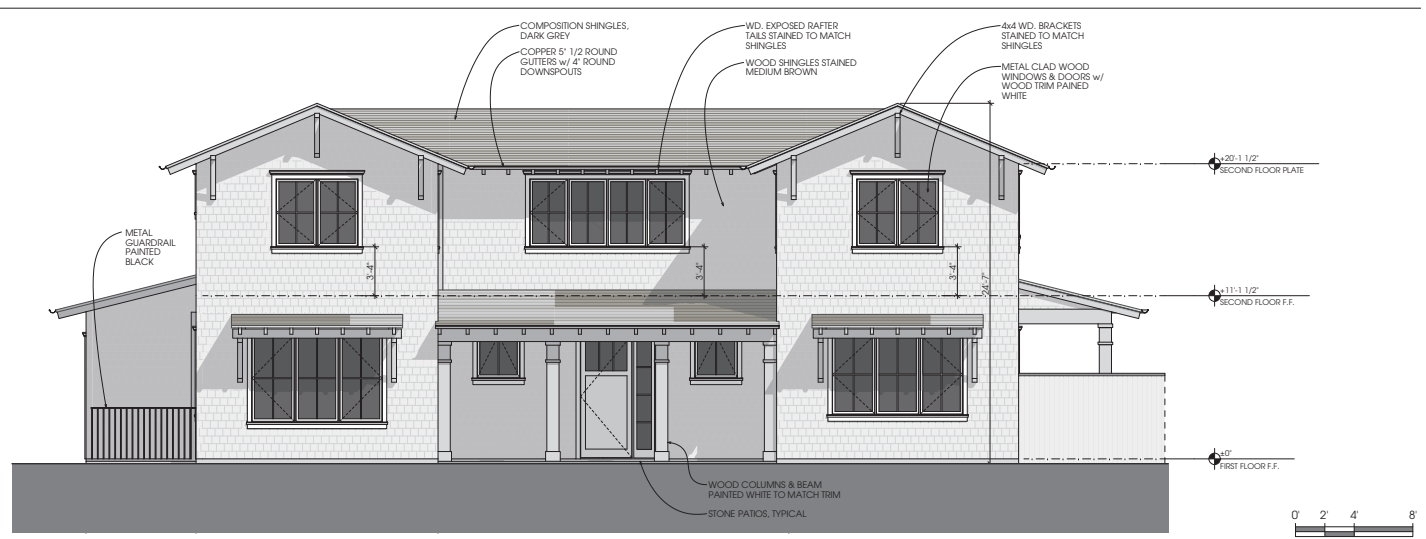 COMPOSITION SHINGLES,
DARK GREY
COPPER 5" 1/2 ROUND
GUTTERS w/ 4" ROUND
DOWNSPOUTS
WD. EXPOSED RAFTER
TAILS STAINED TO MATCH
SHINGLES
WOOD SHINGLES STAINED
MEDIUM BROWN
4x4 WD. BRACKETS
STAINED TO MATCH
SHINGLES
METAL CLAD WOOD
WINDOWS & DOORS w/
WOOD TRIM PAINED
WHITE
+20'-1 1/2"
SECOND FLOOR PLATE
METAL
GUARDRAIL
PAINTED
BLACK
3'-4"
3'-4"
3'-4"
24'-7"
+11'-1 1/2"
SECOND FLOOR F.F.
±0"
FIRST FLOOR F.F.
WOOD COLUMNS & BEAM
PAINTED WHITE TO MATCH TRIM
STONE PATIOS, TYPICAL
0' 2' 4' 8'